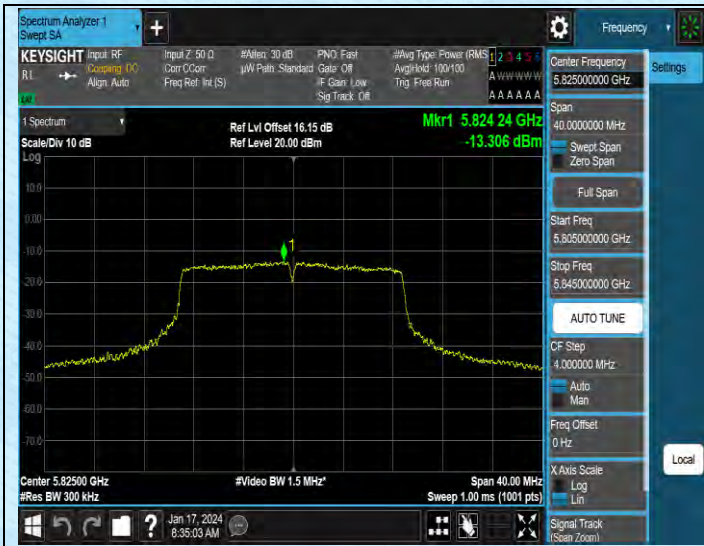 Spectrum Analyzer 1
Swept SA
+
Frequency
KEYSIGHT
Input: RF
Coupling: DC
Align: Auto
Input Z: 50 Ω
Corr CCorr
Freq Ref: Int (S)
#Atten: 30 dB
µW Path: Standard
PNO: Fast
Gate: Off
IF Gain: Low
Sig Track: Off
#Avg Type: Power (RMS
Avg|Hold: 100/100
Trig: Free Run
1 2 3 4 5 6
A W W W W W
A A A A A A
1 Spectrum
Scale/Div 10 dB
Log
Ref Lvl Offset 16.15 dB
Ref Level 20.00 dBm
Mkr1 5.824 24 GHz
-13.306 dBm
10.0
0.00
-10.0
-20.0
-30.0
-40.0
-50.0
-60.0
-70.0
1
Center 5.82500 GHz
#Res BW 300 kHz
#Video BW 1.5 MHz*
Span 40.00 MHz
Sweep 1.00 ms (1001 pts)
Jan 17, 2024
8:35:03 AM
?
Center Frequency
5.825000000 GHz
Settings
Span
40.0000000 MHz
Swept Span
Zero Span
Full Span
Start Freq
5.805000000 GHz
Stop Freq
5.845000000 GHz
AUTO TUNE
CF Step
4.000000 MHz
Auto
Man
Freq Offset
0 Hz
X Axis Scale
Log
Lin
Local
Signal Track
(Span Zoom)